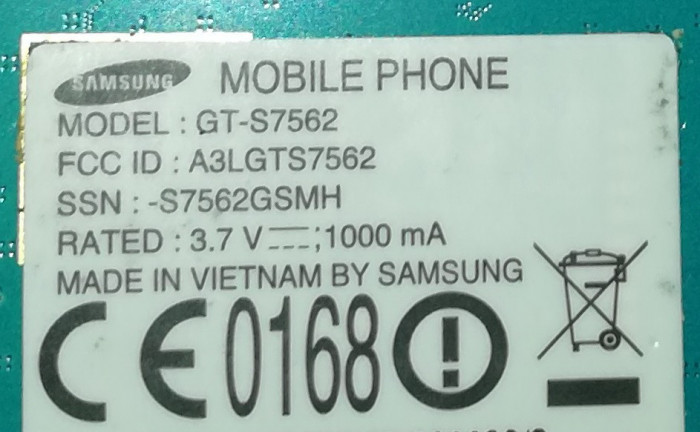 SAMSUNG MOBILE PHONE
MODEL : GT-S7562
FCC ID : A3LGTS7562
SSN : -S7562GSMH
RATED : 3.7 V ⎓; 1000 mA
MADE IN VIETNAM BY SAMSUNG
CE0168